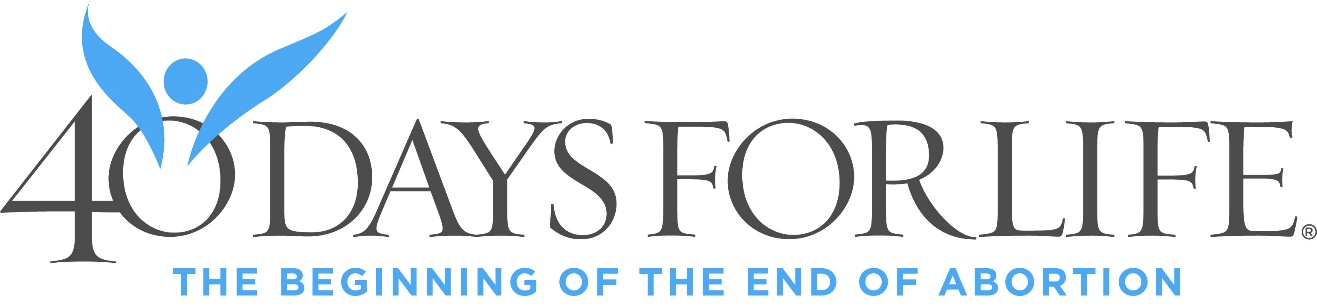 40 DAYS FOR LIFE®
THE BEGINNING OF THE END OF ABORTION